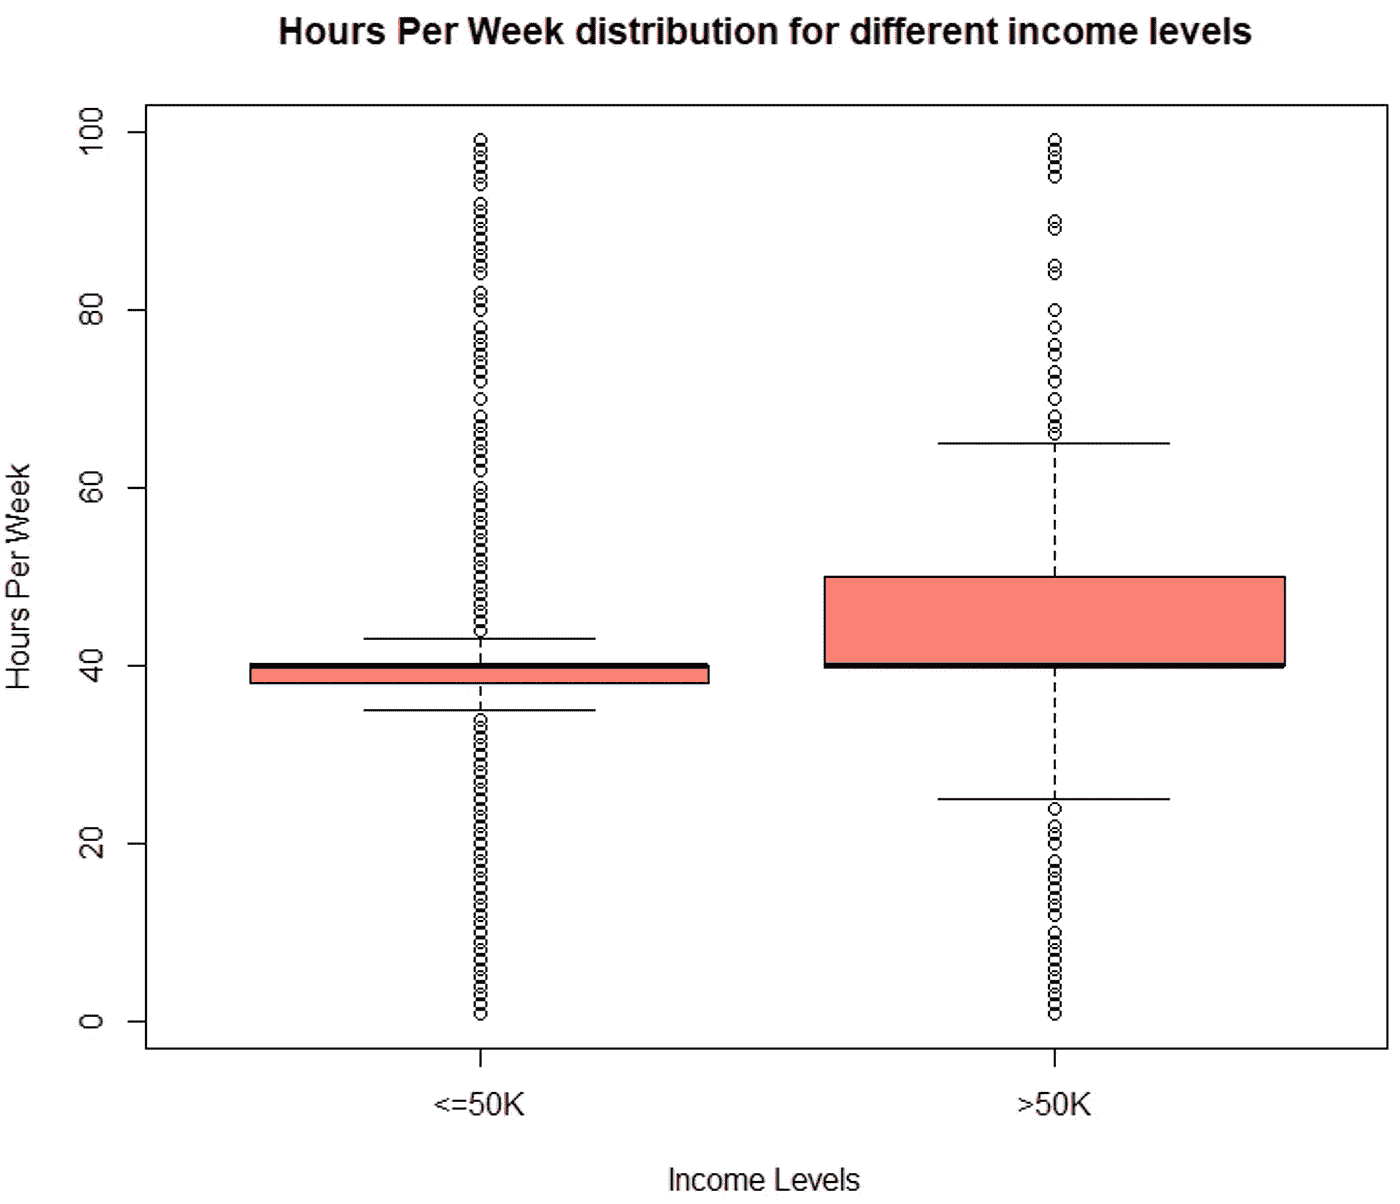 Hours Per Week distribution for different income levels
Hours Per Week
100
80
60
40
20
0
<=50K
>50K
Income Levels